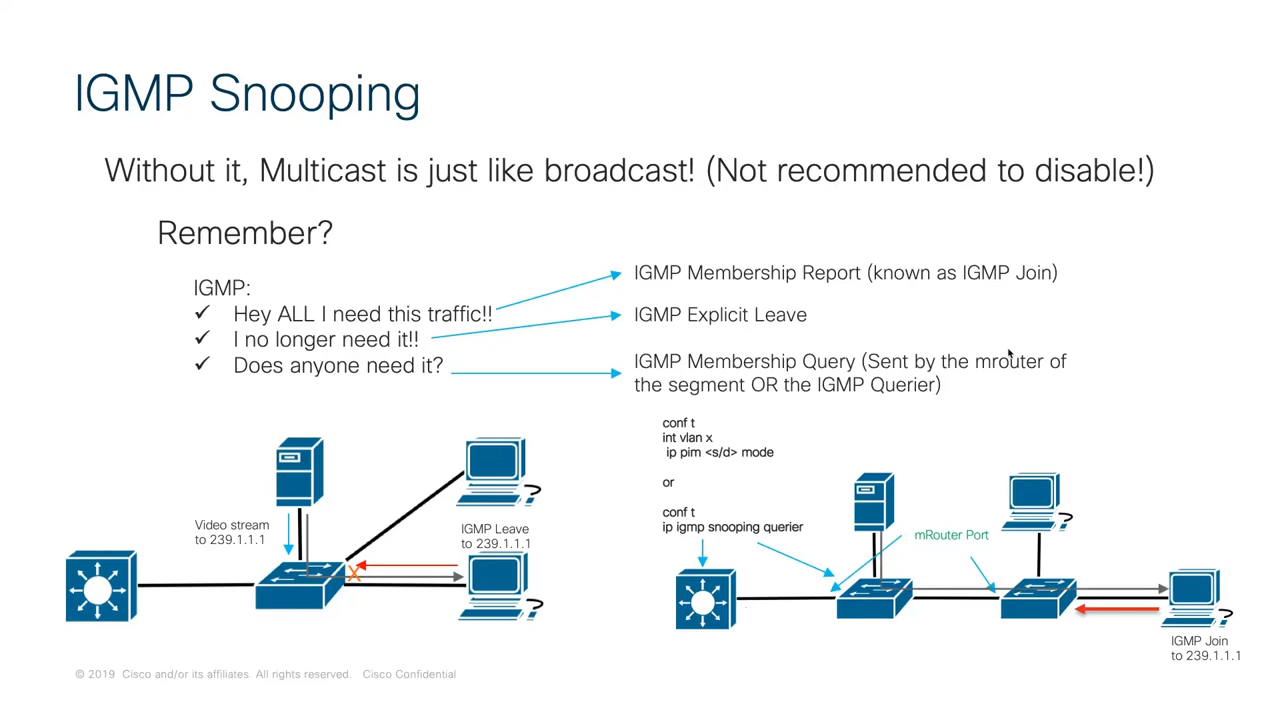 IGMP Snooping
Without it, Multicast is just like broadcast! (Not recommended to disable!)
Remember?
IGMP:
✓ Hey ALL I need this traffic!!
✓ I no longer need it!!
✓ Does anyone need it?
IGMP Membership Report (known as IGMP Join)
IGMP Explicit Leave
IGMP Membership Query (Sent by the mrouter of
the segment OR the IGMP Querier)
Video stream
to 239.1.1.1
IGMP Leave
to 239.1.1.1
conf t
int vlan x
ip pim <s/d> mode
or
conf t
ip igmp snooping querier
mRouter Port
IGMP Join
to 239.1.1.1
© 2019 Cisco and/or its affiliates. All rights reserved. Cisco Confidential